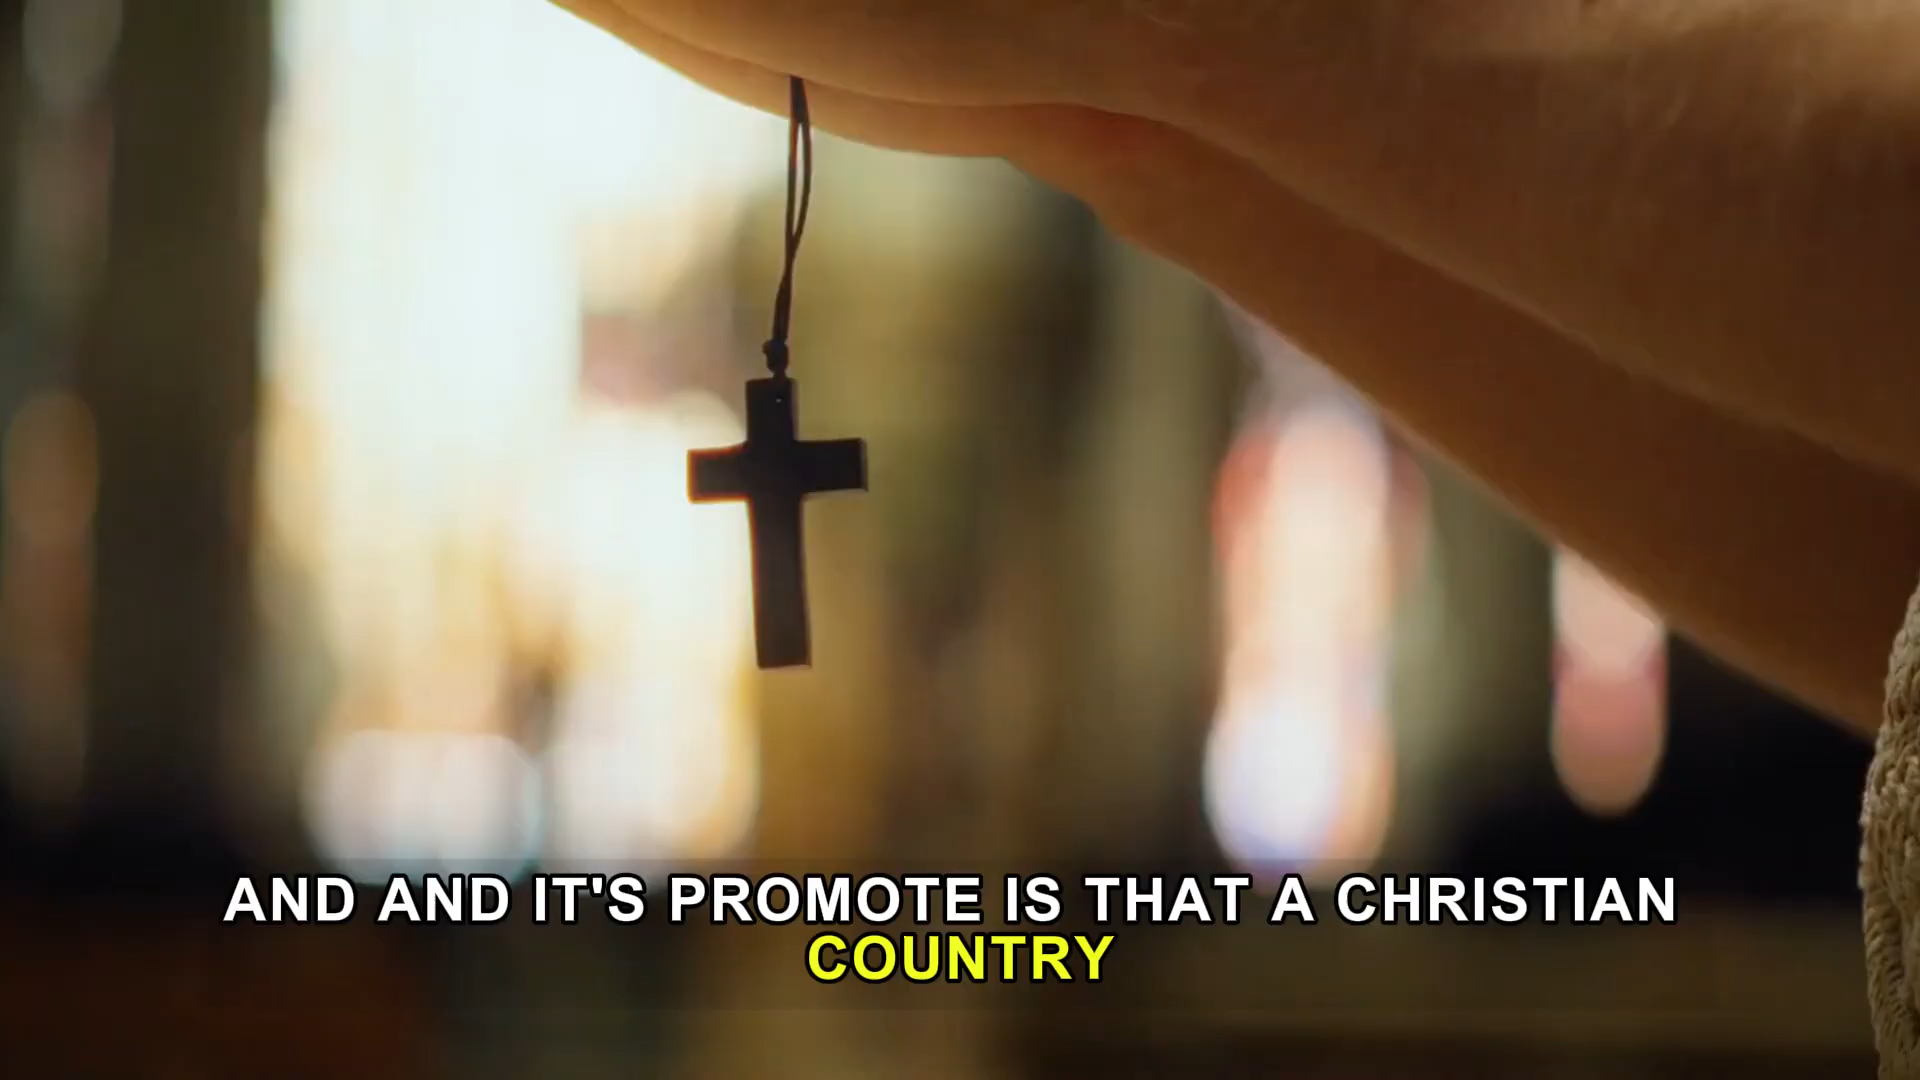 AND AND IT'S PROMOTE IS THAT A CHRISTIAN
COUNTRY